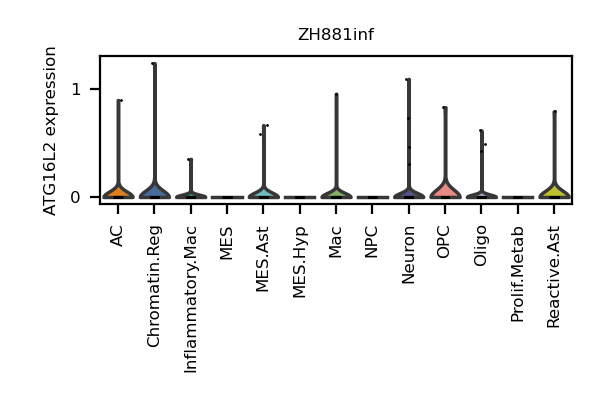 ZH881inf
ATG16L2 expression
1
0
AC
Chromatin.Reg
Inflammatory.Mac
MES
MES.Ast
MES.Hyp
Mac
NPC
Neuron
OPC
Oligo
Prolif.Metab
Reactive.Ast